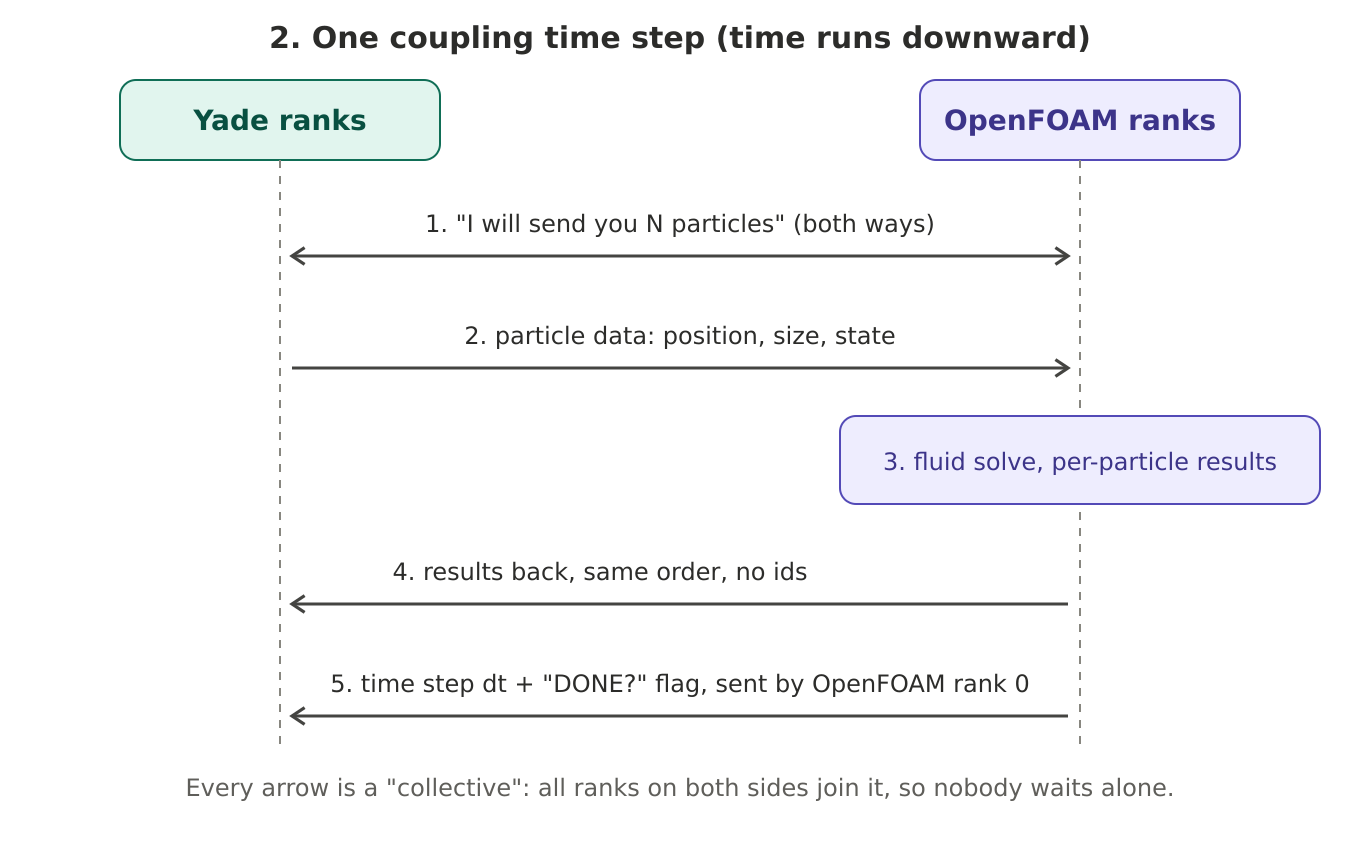 2. One coupling time step (time runs downward)
Yade ranks
OpenFOAM ranks
1. "I will send you N particles" (both ways)
2. particle data: position, size, state
3. fluid solve, per-particle results
4. results back, same order, no ids
5. time step dt + "DONE?" flag, sent by OpenFOAM rank 0
Every arrow is a "collective": all ranks on both sides join it, so nobody waits alone.